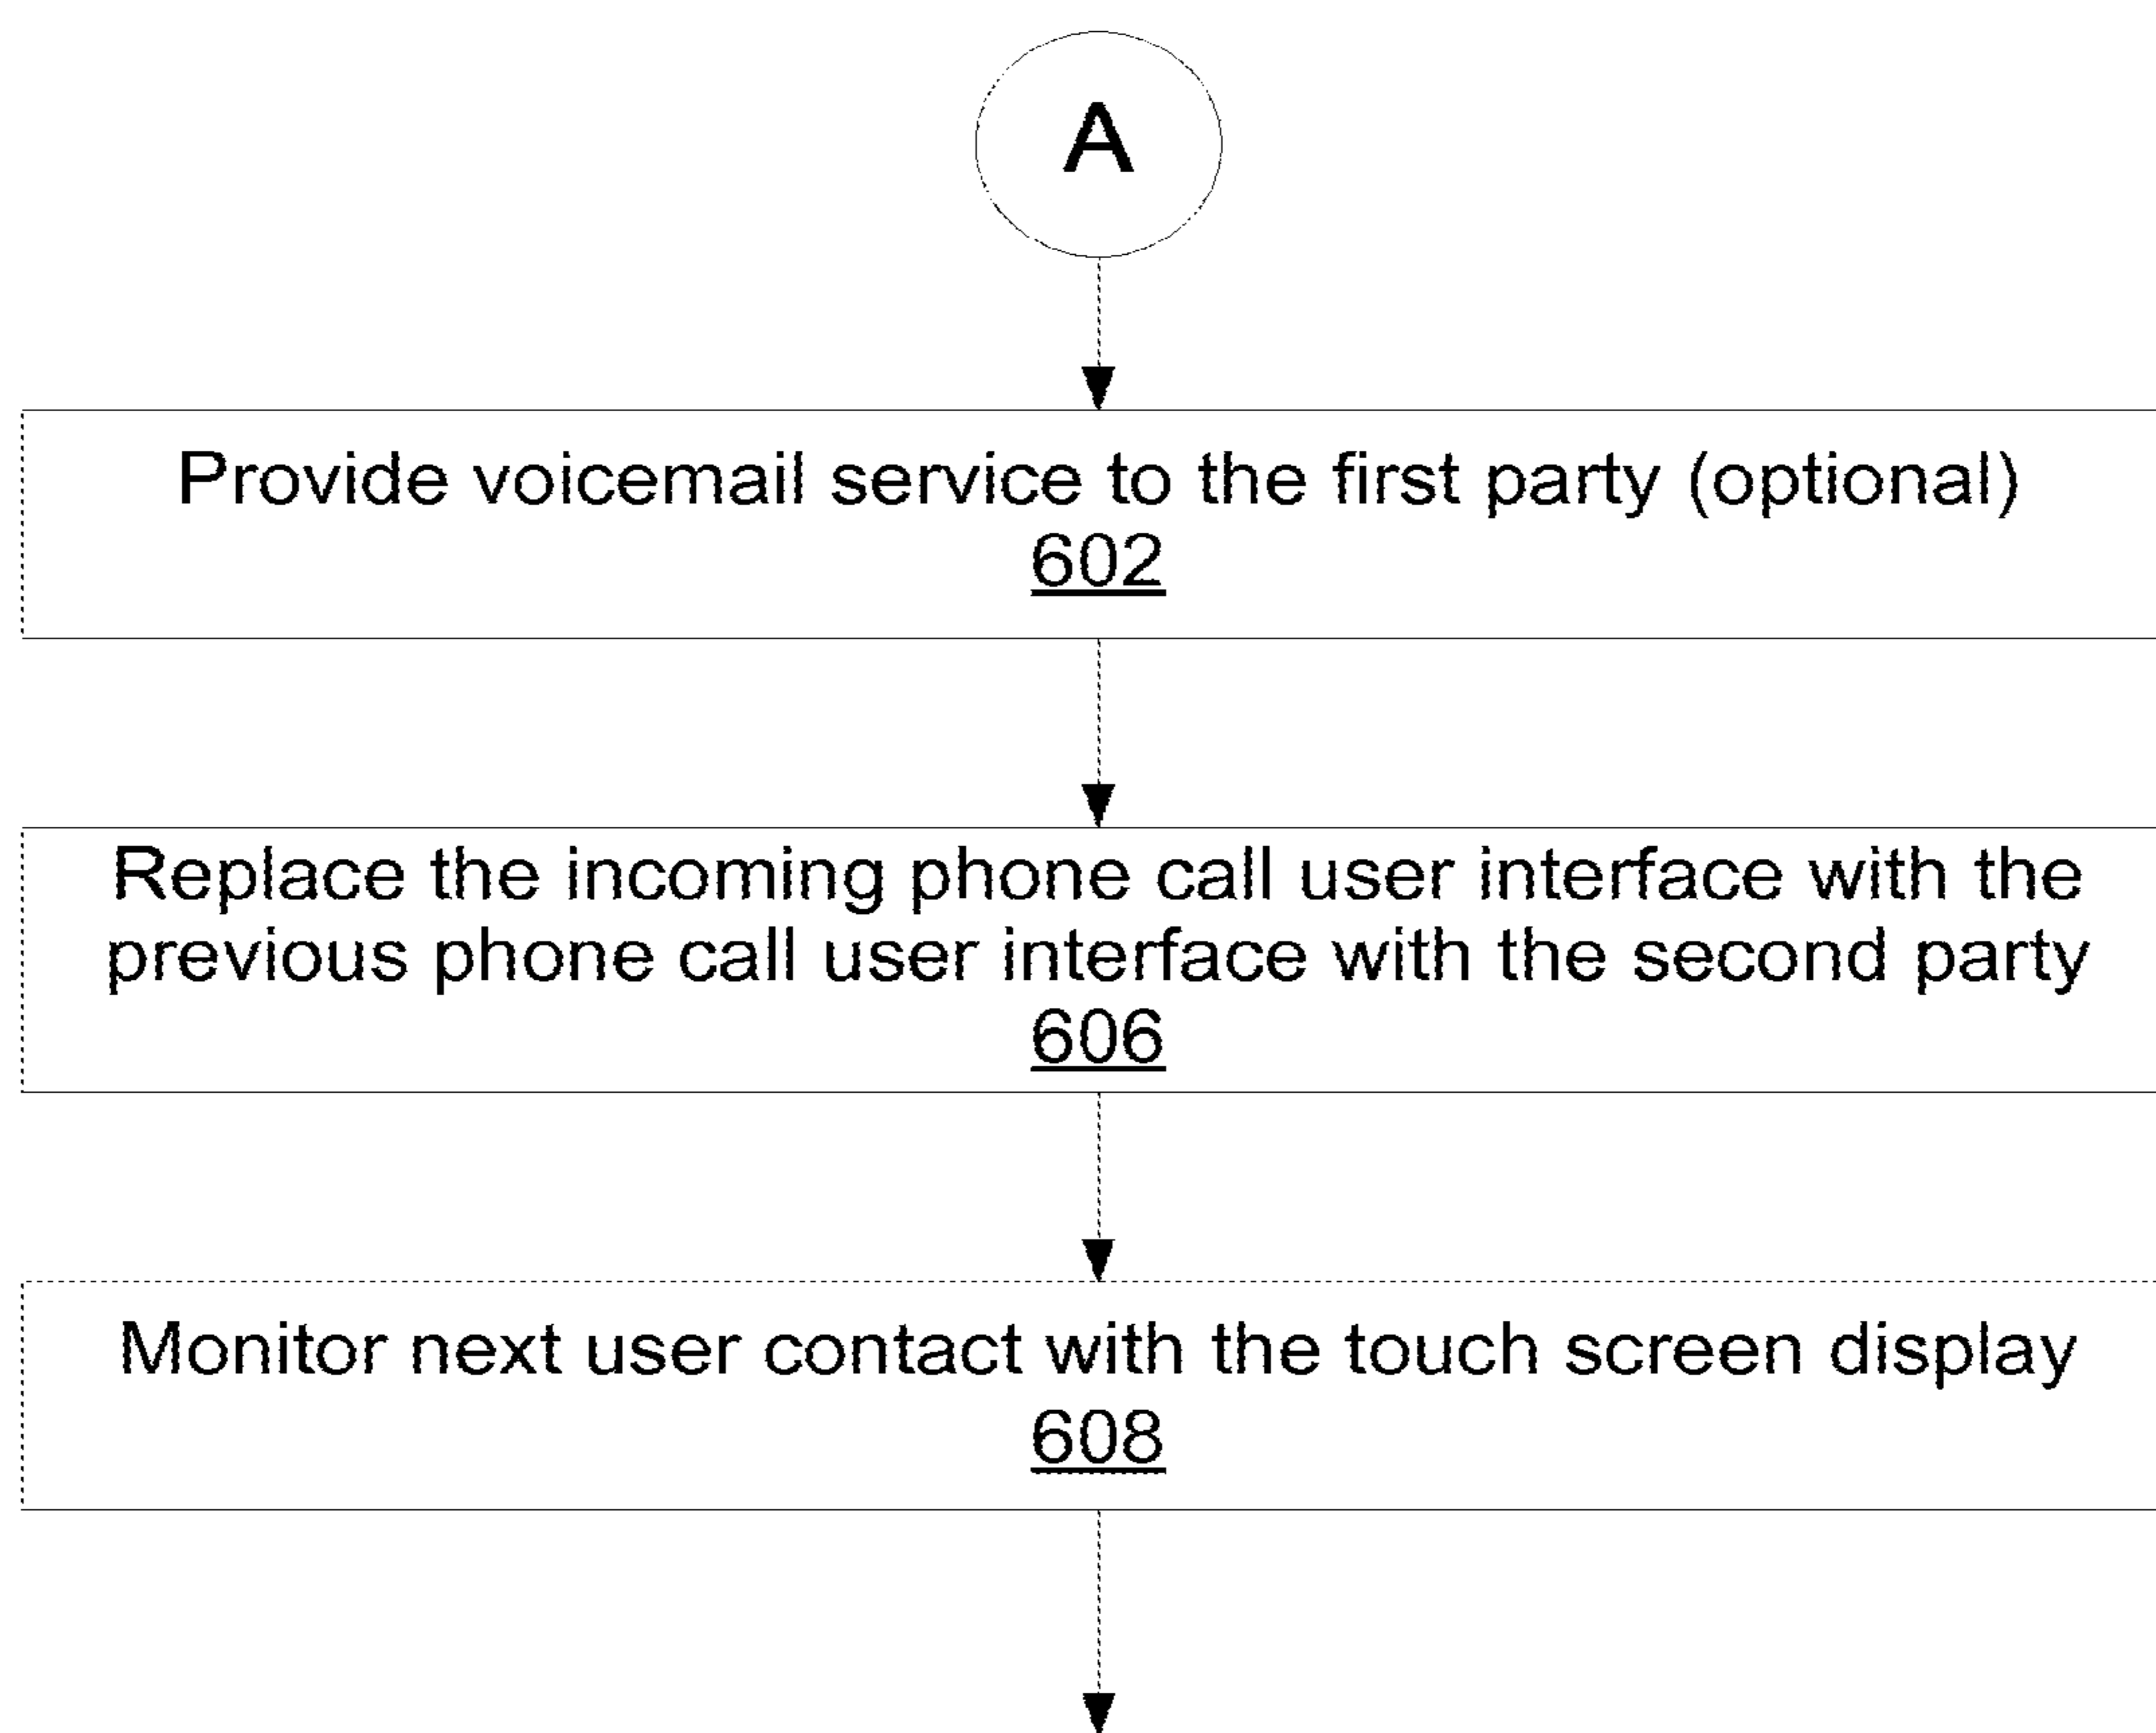 A
Provide voicemail service to the first party (optional)
602
Replace the incoming phone call user interface with the
previous phone call user interface with the second party
606
Monitor next user contact with the touch screen display
608